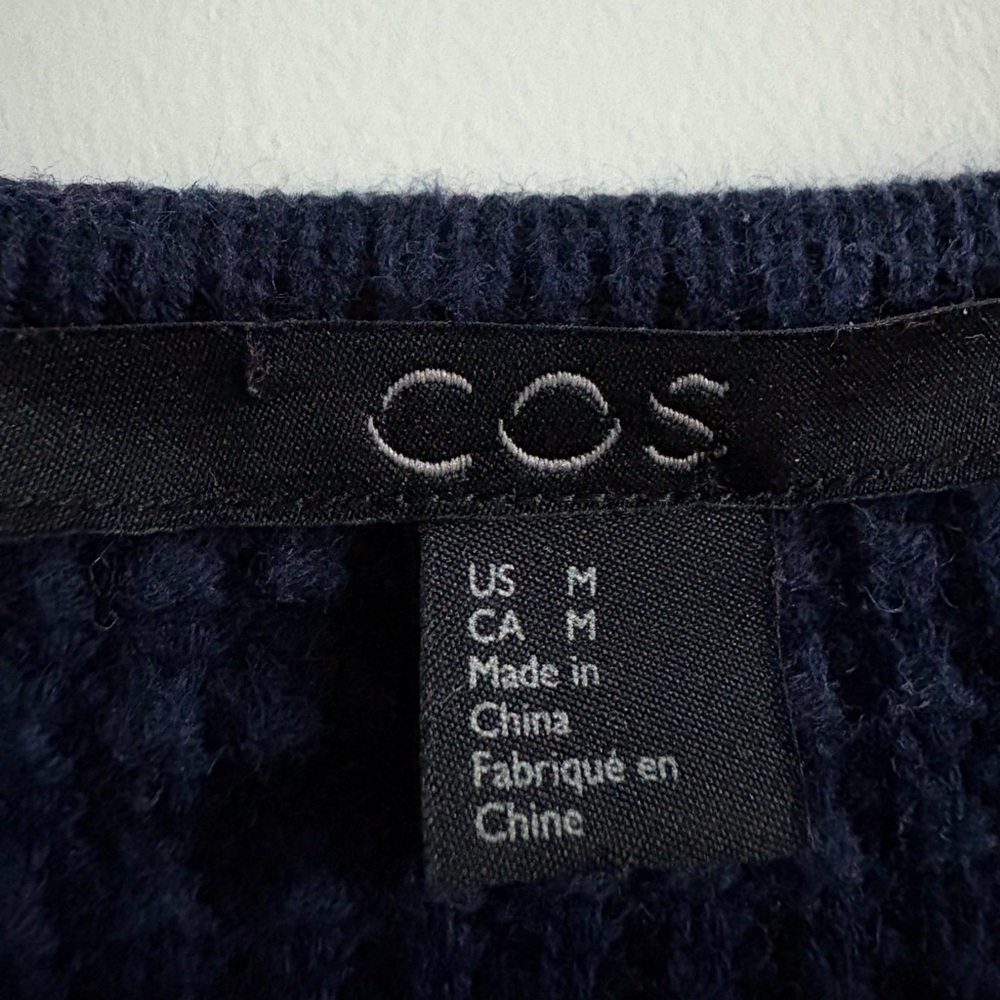 COS
US M
CA M
Made in
China
Fabriqué en
Chine